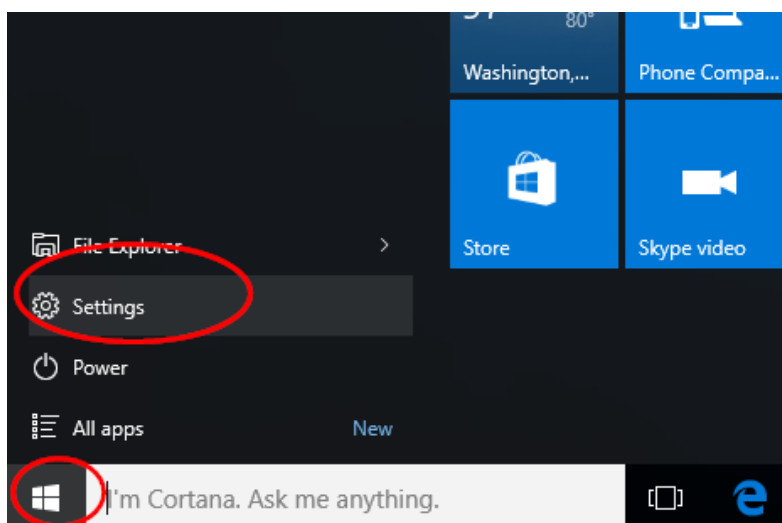 80°
Washington,...
Phone Compa...
Store
Skype video
File Explorer
Settings
Power
All apps
New
I'm Cortana. Ask me anything.